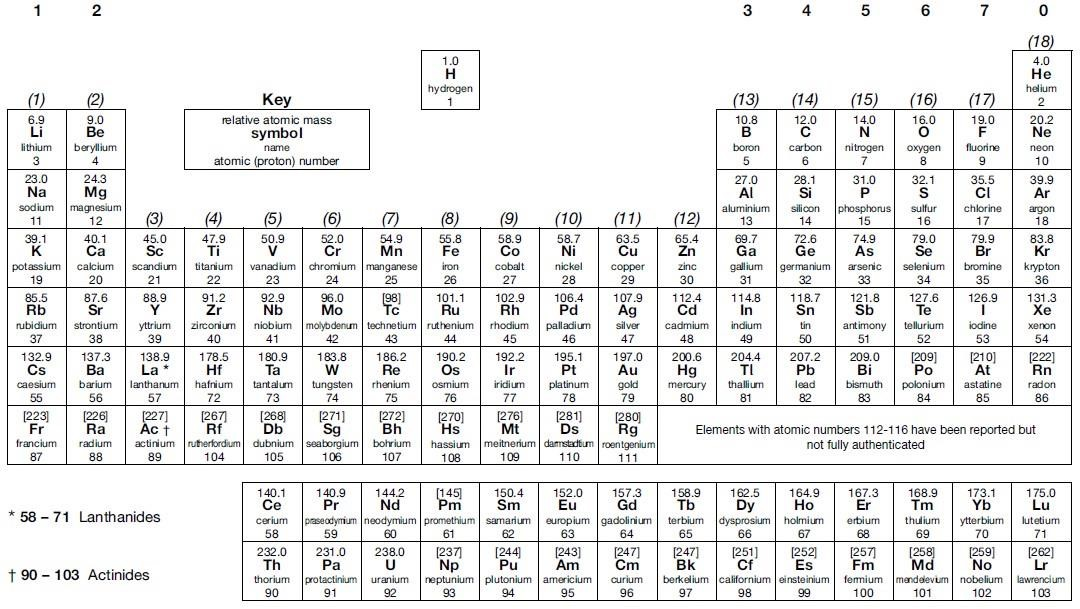 1 2 3 4 5 6 7 0
(18)
1.0 4.0
H He
hydrogen helium
1 2
(1) (2) Key (13) (14) (15) (16) (17)
6.9 9.0 relative atomic mass 10.8 12.0 14.0 16.0 19.0 20.2
Li Be symbol B C N O F Ne
lithium beryllium name boron carbon nitrogen oxygen fluorine neon
3 4 atomic (proton) number 5 6 7 8 9 10
23.0 24.3 27.0 28.1 31.0 32.1 35.5 39.9
Na Mg Al Si P S Cl Ar
sodium magnesium aluminium silicon phosphorus sulfur chlorine argon
11 12 13 14 15 16 17 18
(3) (4) (5) (6) (7) (8) (9) (10) (11) (12)
39.1 40.1 45.0 47.9 50.9 52.0 54.9 55.8 58.9 58.7 63.5 65.4 69.7 72.6 74.9 79.0 79.9 83.8
K Ca Sc Ti V Cr Mn Fe Co Ni Cu Zn Ga Ge As Se Br Kr
potassium calcium scandium titanium vanadium chromium manganese iron cobalt nickel copper zinc gallium germanium arsenic selenium bromine krypton
19 20 21 22 23 24 25 26 27 28 29 30 31 32 33 34 35 36
85.5 87.6 88.9 91.2 92.9 96.0 [98] 101.1 102.9 106.4 107.9 112.4 114.8 118.7 121.8 127.6 126.9 131.3
Rb Sr Y Zr Nb Mo Tc Ru Rh Pd Ag Cd In Sn Sb Te I Xe
rubidium strontium yttrium zirconium niobium molybdenum technetium ruthenium rhodium palladium silver cadmium indium tin antimony tellurium iodine xenon
37 38 39 40 41 42 43 44 45 46 47 48 49 50 51 52 53 54
132.9 137.3 138.9 178.5 180.9 183.8 186.2 190.2 192.2 195.1 197.0 200.6 204.4 207.2 209.0 [209] [210] [222]
Cs Ba La * Hf Ta W Re Os Ir Pt Au Hg Tl Pb Bi Po At Rn
caesium barium lanthanum hafnium tantalum tungsten rhenium osmium iridium platinum gold mercury thallium lead bismuth polonium astatine radon
55 56 57 72 73 74 75 76 77 78 79 80 81 82 83 84 85 86
[223] [226] [227] [267] [268] [271] [272] [270] [276] [281] [280]
Fr Ra Ac † Rf Db Sg Bh Hs Mt Ds Rg
francium radium actinium rutherfordium dubnium seaborgium bohrium hassium meitnerium darmstadtium roentgenium
87 88 89 104 105 106 107 108 109 110 111
Elements with atomic numbers 112-116 have been reported but
not fully authenticated
* 58 – 71 Lanthanides
140.1 140.9 144.2 [145] 150.4 152.0 157.3 158.9 162.5 164.9 167.3 168.9 173.1 175.0
Ce Pr Nd Pm Sm Eu Gd Tb Dy Ho Er Tm Yb Lu
cerium praseodymium neodymium promethium samarium europium gadolinium terbium dysprosium holmium erbium thulium ytterbium lutetium
58 59 60 61 62 63 64 65 66 67 68 69 70 71
† 90 – 103 Actinides
232.0 231.0 238.0 [237] [244] [243] [247] [247] [251] [252] [257] [258] [259] [262]
Th Pa U Np Pu Am Cm Bk Cf Es Fm Md No Lr
thorium protactinium uranium neptunium plutonium americium curium berkelium californium einsteinium fermium mendelevium nobelium lawrencium
90 91 92 93 94 95 96 97 98 99 100 101 102 103